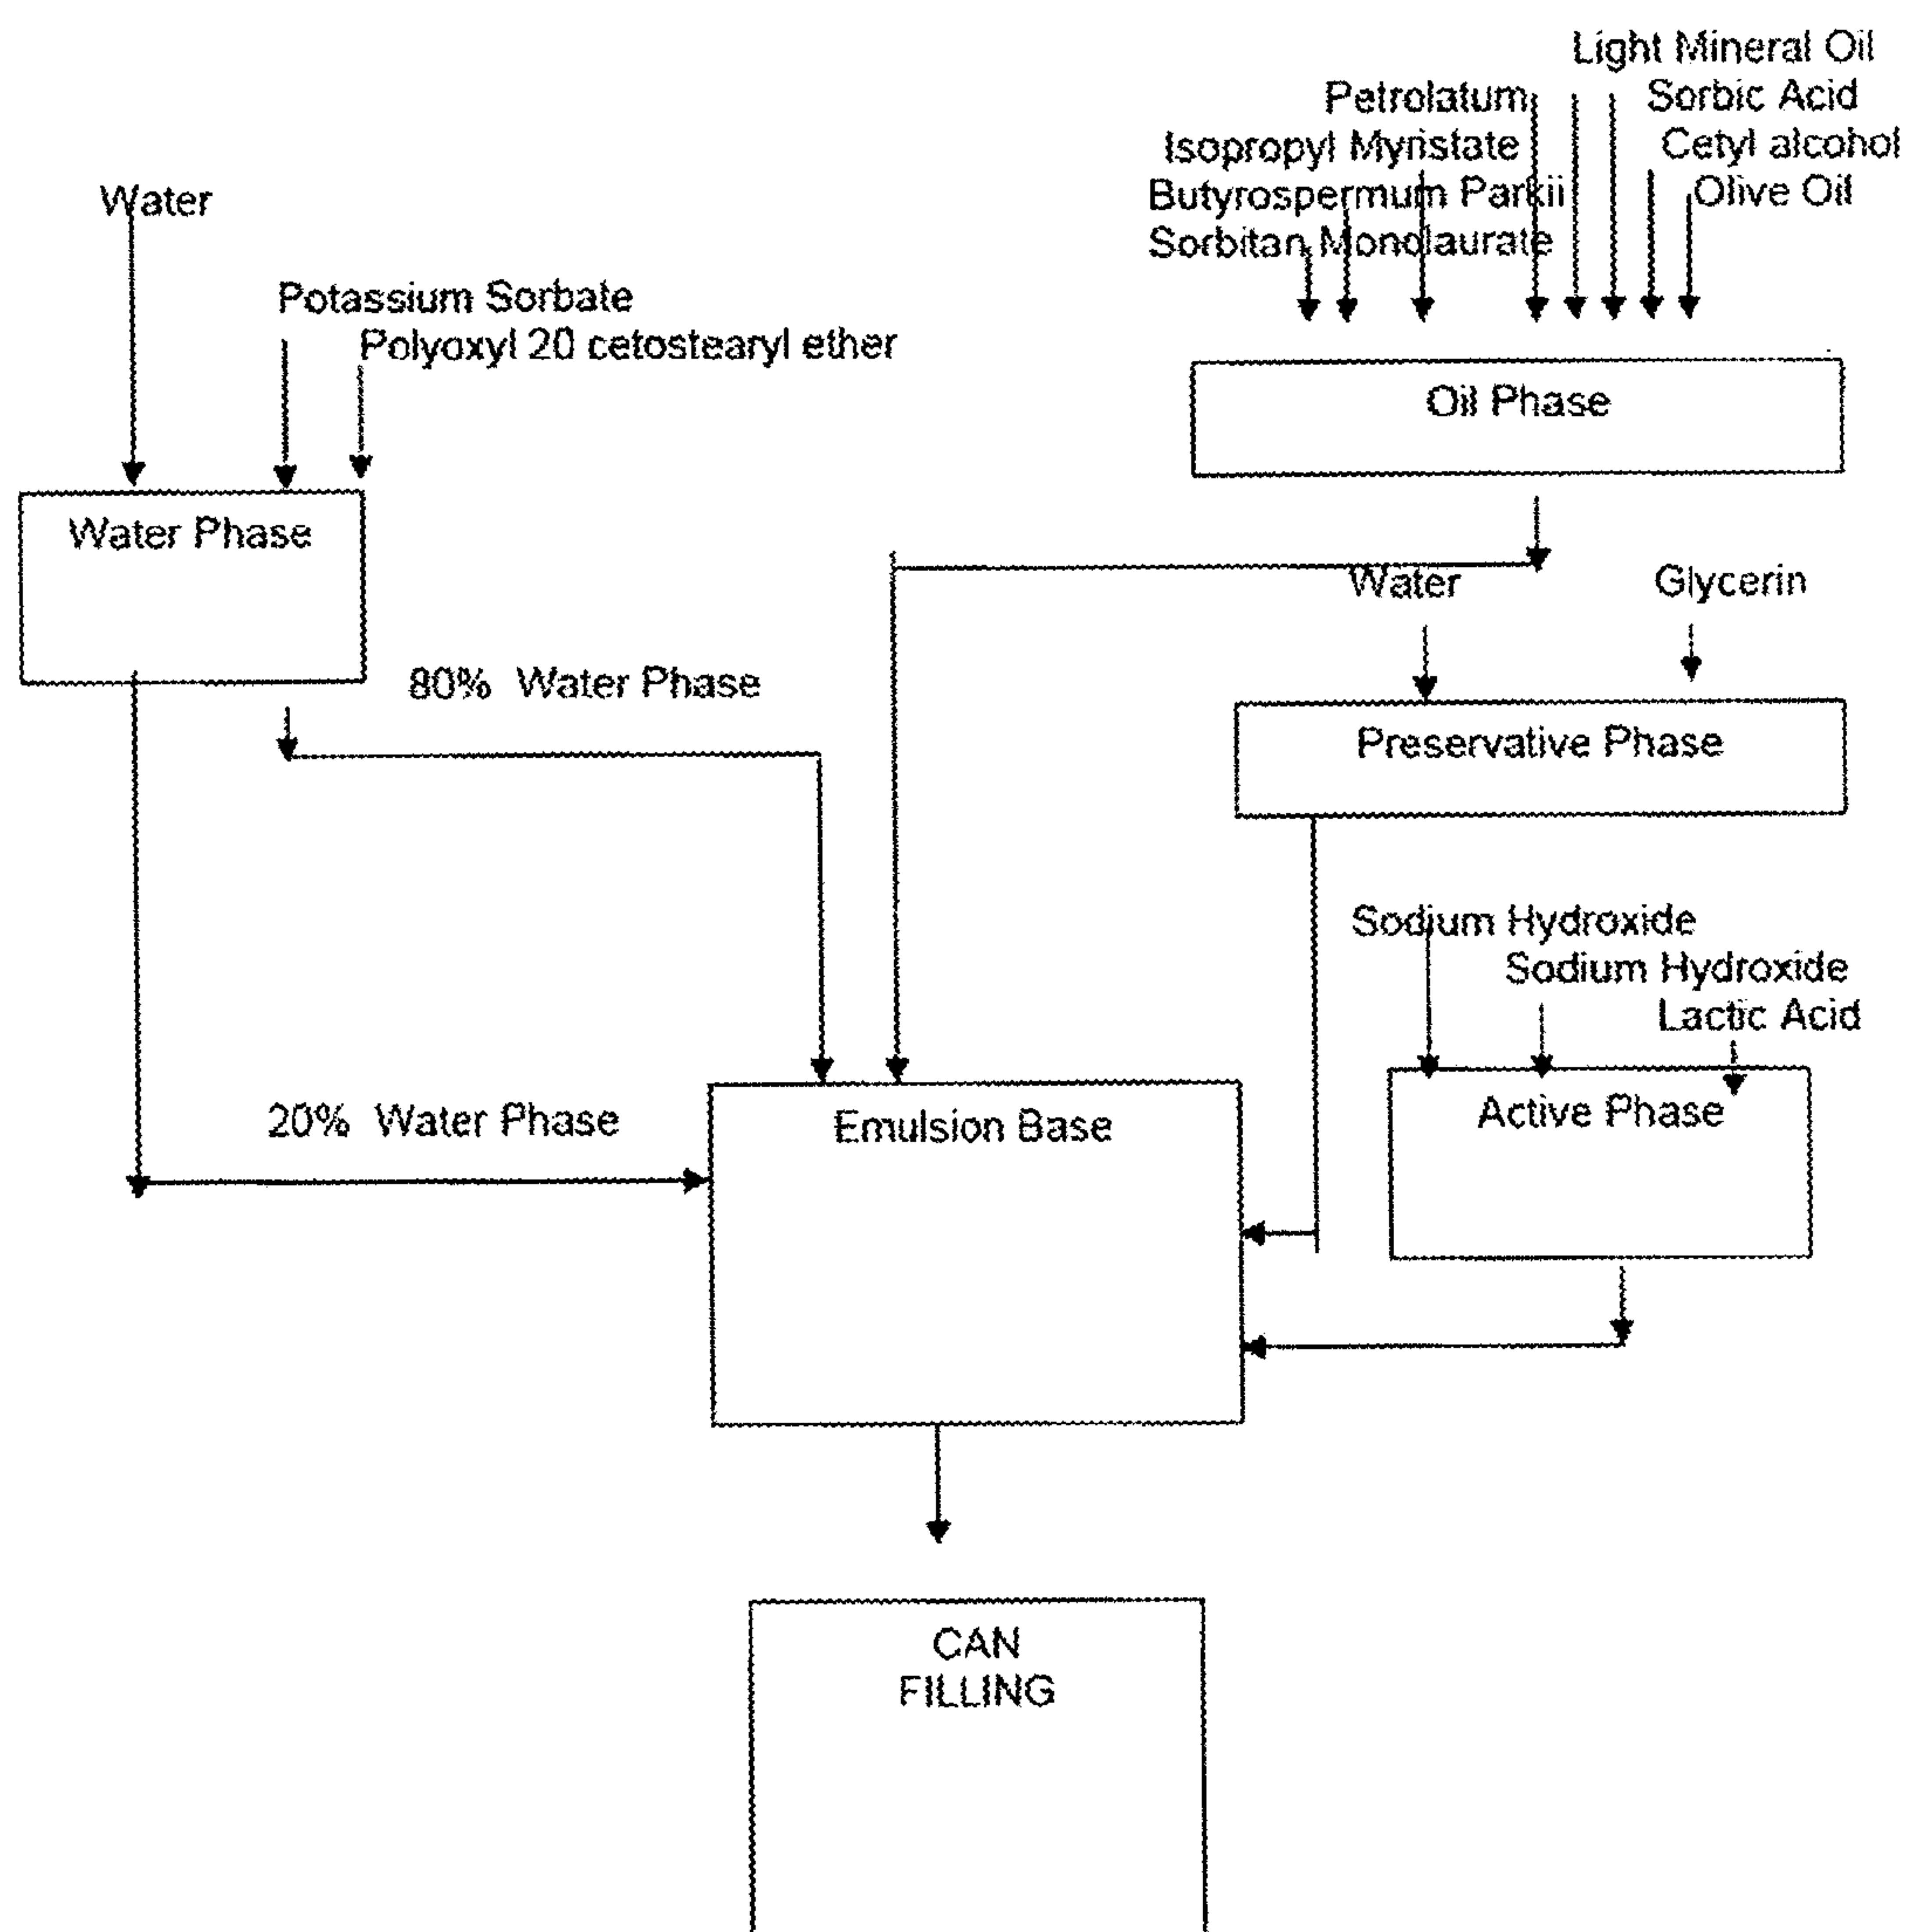 Light Mineral Oil
Petrolatum
Sorbic Acid
Isopropyl Myristate
Cetyl alcohol
Butyrospermum Parkii
Olive Oil
Sorbitan Monolaurate
Water
Potassium Sorbate
Polyoxyl 20 cetostearyl ether
Oil Phase
Water Phase
Water
Glycerin
80% Water Phase
Preservative Phase
Sodium Hydroxide
Sodium Hydroxide
Lactic Acid
20% Water Phase
Emulsion Base
Active Phase
CAN
FILLING